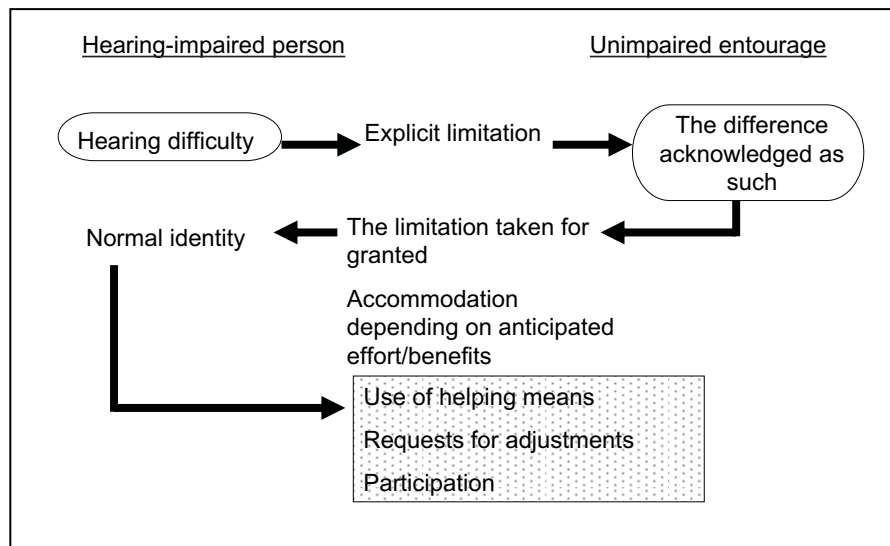 Hearing-impaired person
Unimpaired entourage
Hearing difficulty
Explicit limitation
The difference
acknowledged as
such
The limitation taken for
granted
Normal identity
Accommodation
depending on anticipated
effort/benefits
Use of helping means
Requests for adjustments
Participation